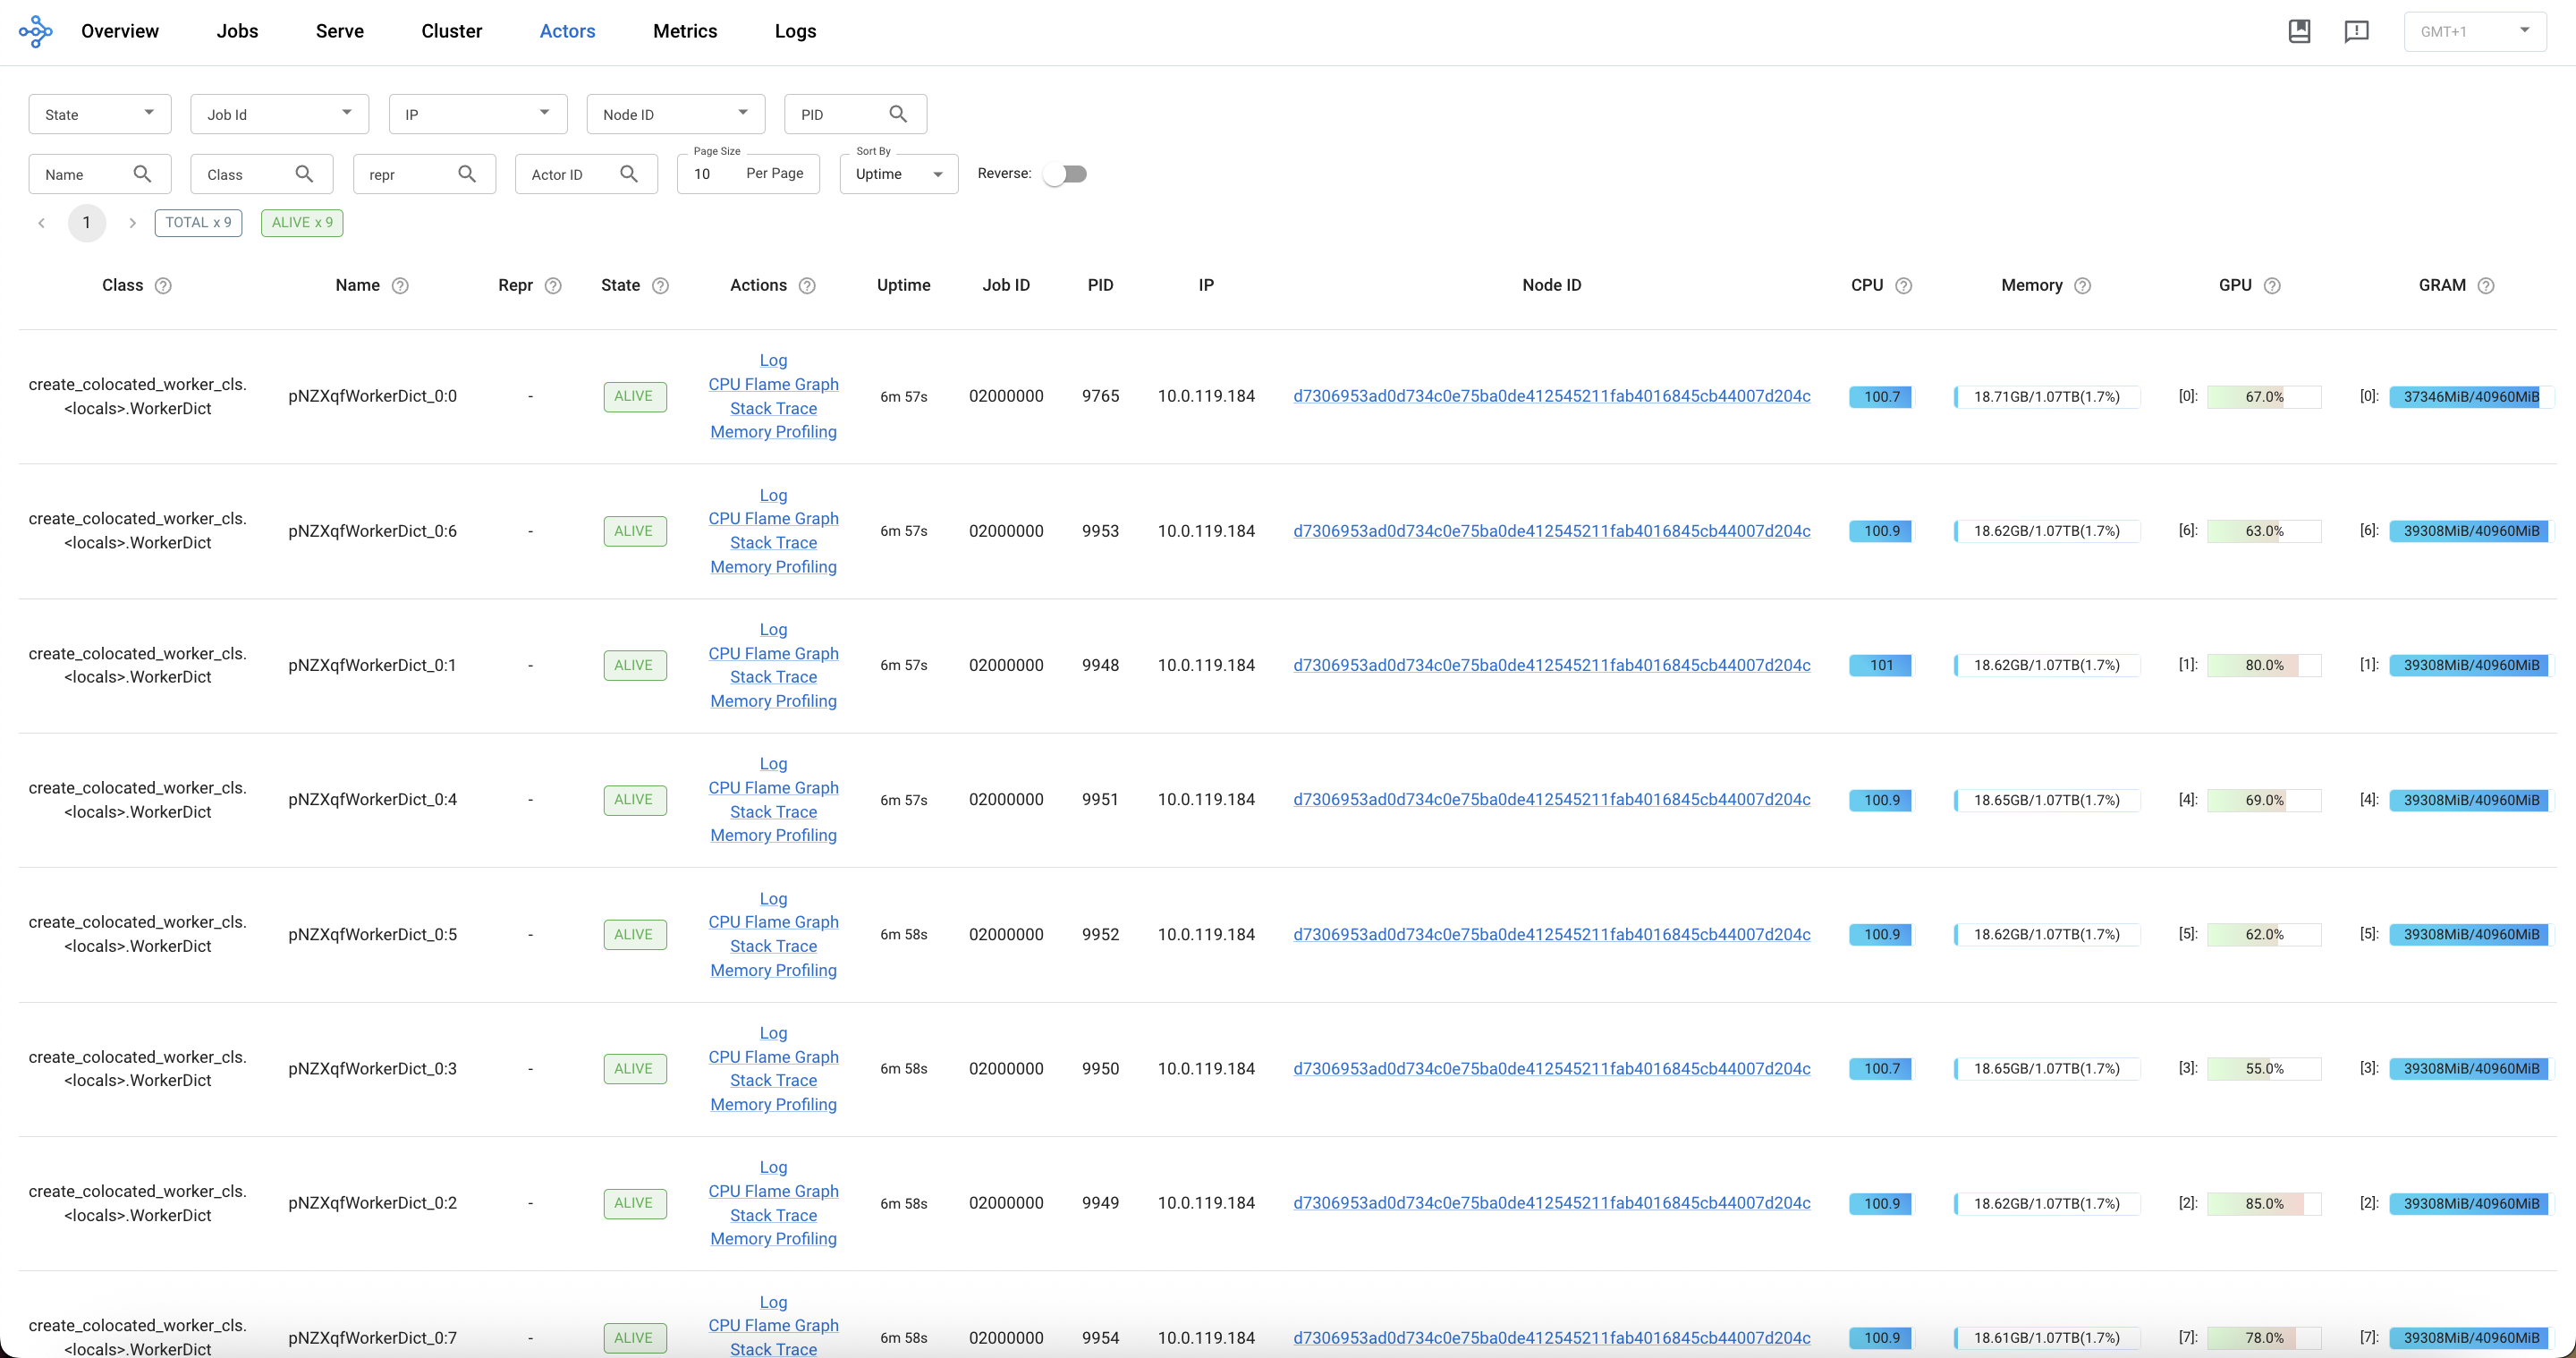 Overview Jobs Serve Cluster Actors Metrics Logs GMT+1
State Job Id IP Node ID PID
Page Size Sort By
Name Class repr Actor ID 10 Per Page Uptime Reverse:
1 TOTAL x 9 ALIVE x 9
Class Name Repr State Actions Uptime Job ID PID IP Node ID CPU Memory GPU GRAM
Log
create_colocated_worker_cls. CPU Flame Graph
<locals>.WorkerDict pNZXqfWorkerDict_0:0 - ALIVE Stack Trace 6m 57s 02000000 9765 10.0.119.184 d7306953ad0d734c0e75ba0de412545211fab4016845cb44007d204c 100.7 18.71GB/1.07TB(1.7%) [0]: 67.0% [0]: 37346MiB/40960MiB
Memory Profiling
Log
create_colocated_worker_cls. CPU Flame Graph
<locals>.WorkerDict pNZXqfWorkerDict_0:6 - ALIVE Stack Trace 6m 57s 02000000 9953 10.0.119.184 d7306953ad0d734c0e75ba0de412545211fab4016845cb44007d204c 100.9 18.62GB/1.07TB(1.7%) [6]: 63.0% [6]: 39308MiB/40960MiB
Memory Profiling
Log
create_colocated_worker_cls. CPU Flame Graph
<locals>.WorkerDict pNZXqfWorkerDict_0:1 - ALIVE Stack Trace 6m 57s 02000000 9948 10.0.119.184 d7306953ad0d734c0e75ba0de412545211fab4016845cb44007d204c 101 18.62GB/1.07TB(1.7%) [1]: 80.0% [1]: 39308MiB/40960MiB
Memory Profiling
Log
create_colocated_worker_cls. CPU Flame Graph
<locals>.WorkerDict pNZXqfWorkerDict_0:4 - ALIVE Stack Trace 6m 57s 02000000 9951 10.0.119.184 d7306953ad0d734c0e75ba0de412545211fab4016845cb44007d204c 100.9 18.65GB/1.07TB(1.7%) [4]: 69.0% [4]: 39308MiB/40960MiB
Memory Profiling
Log
create_colocated_worker_cls. CPU Flame Graph
<locals>.WorkerDict pNZXqfWorkerDict_0:5 - ALIVE Stack Trace 6m 58s 02000000 9952 10.0.119.184 d7306953ad0d734c0e75ba0de412545211fab4016845cb44007d204c 100.9 18.62GB/1.07TB(1.7%) [5]: 62.0% [5]: 39308MiB/40960MiB
Memory Profiling
Log
create_colocated_worker_cls. CPU Flame Graph
<locals>.WorkerDict pNZXqfWorkerDict_0:3 - ALIVE Stack Trace 6m 58s 02000000 9950 10.0.119.184 d7306953ad0d734c0e75ba0de412545211fab4016845cb44007d204c 100.7 18.65GB/1.07TB(1.7%) [3]: 55.0% [3]: 39308MiB/40960MiB
Memory Profiling
Log
create_colocated_worker_cls. CPU Flame Graph
<locals>.WorkerDict pNZXqfWorkerDict_0:2 - ALIVE Stack Trace 6m 58s 02000000 9949 10.0.119.184 d7306953ad0d734c0e75ba0de412545211fab4016845cb44007d204c 100.9 18.62GB/1.07TB(1.7%) [2]: 85.0% [2]: 39308MiB/40960MiB
Memory Profiling
Log
create_colocated_worker_cls. CPU Flame Graph
<locals>.WorkerDict pNZXqfWorkerDict_0:7 - ALIVE Stack Trace 6m 58s 02000000 9954 10.0.119.184 d7306953ad0d734c0e75ba0de412545211fab4016845cb44007d204c 100.9 18.61GB/1.07TB(1.7%) [7]: 78.0% [7]: 39308MiB/40960MiB